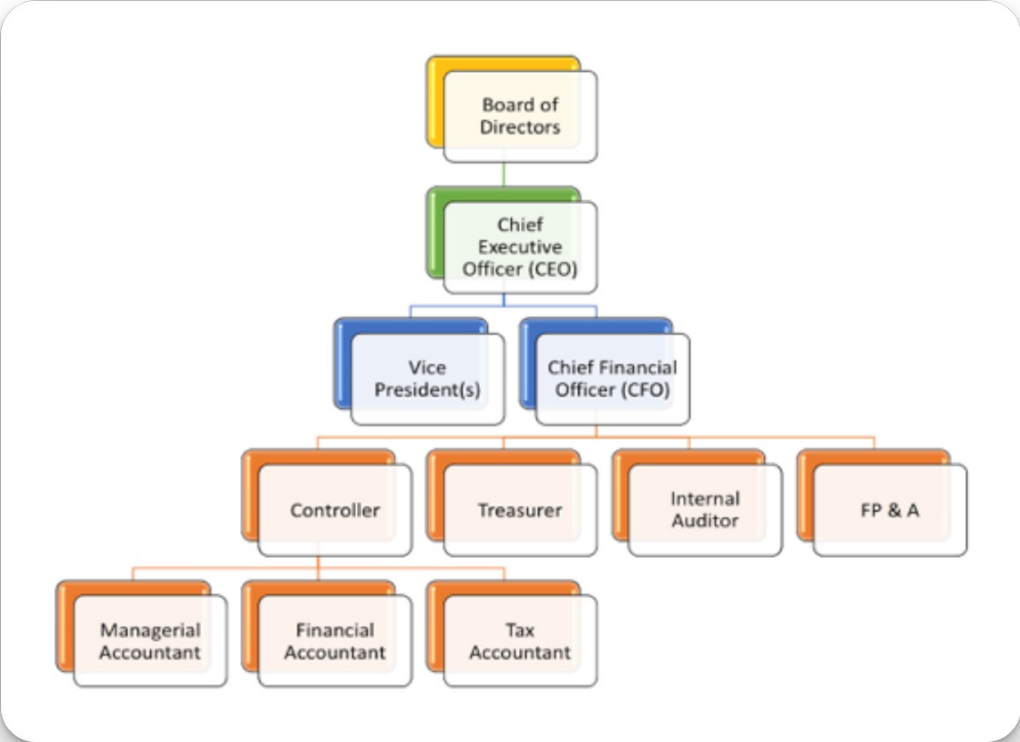 Board of
Directors
Chief
Executive
Officer (CEO)
Vice
President(s)
Chief Financial
Officer (CFO)
Controller
Treasurer
Internal
Auditor
FP & A
Managerial
Accountant
Financial
Accountant
Tax
Accountant